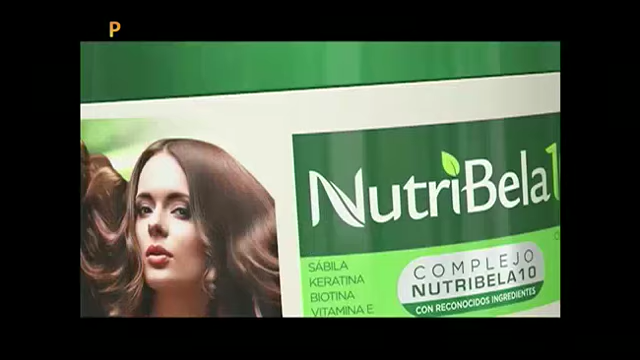 P
NUTRIBELA1
SÁBILA
KERATINA
BIOTINA
VITAMINA E
COMPLEJO
NUTRIBELA10
CON RECONOCIDOS INGREDIENTES